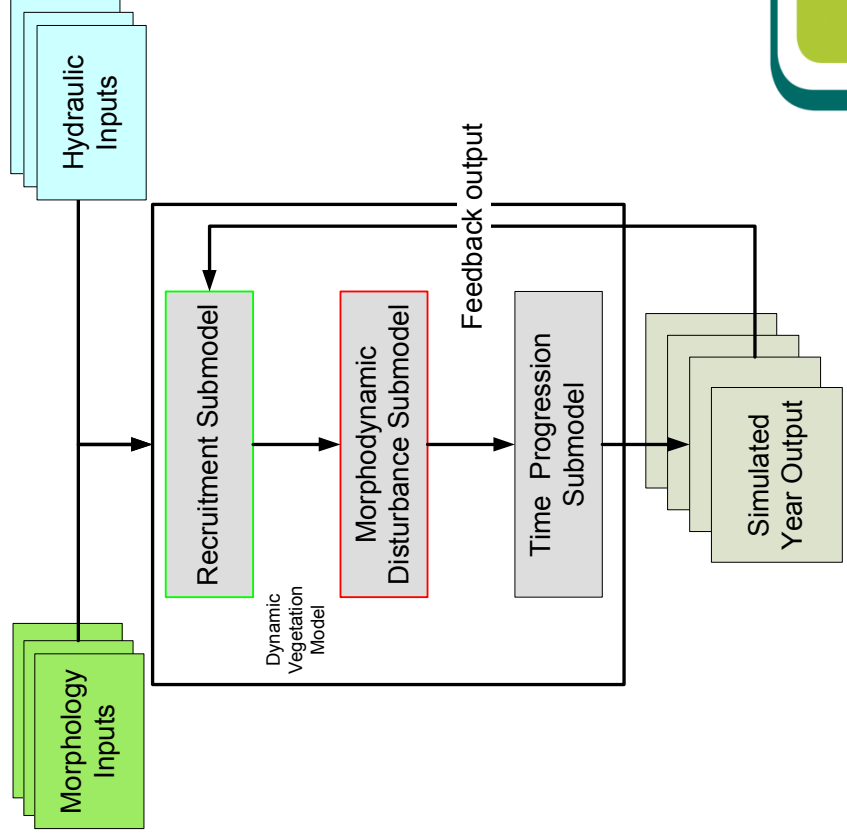 Morphology
Inputs
Hydraulic
Inputs
Dynamic
Vegetation
Model
Recruitment Submodel
Morphodynamic
Disturbance Submodel
Time Progression
Submodel
Feedback output
Simulated
Year Output